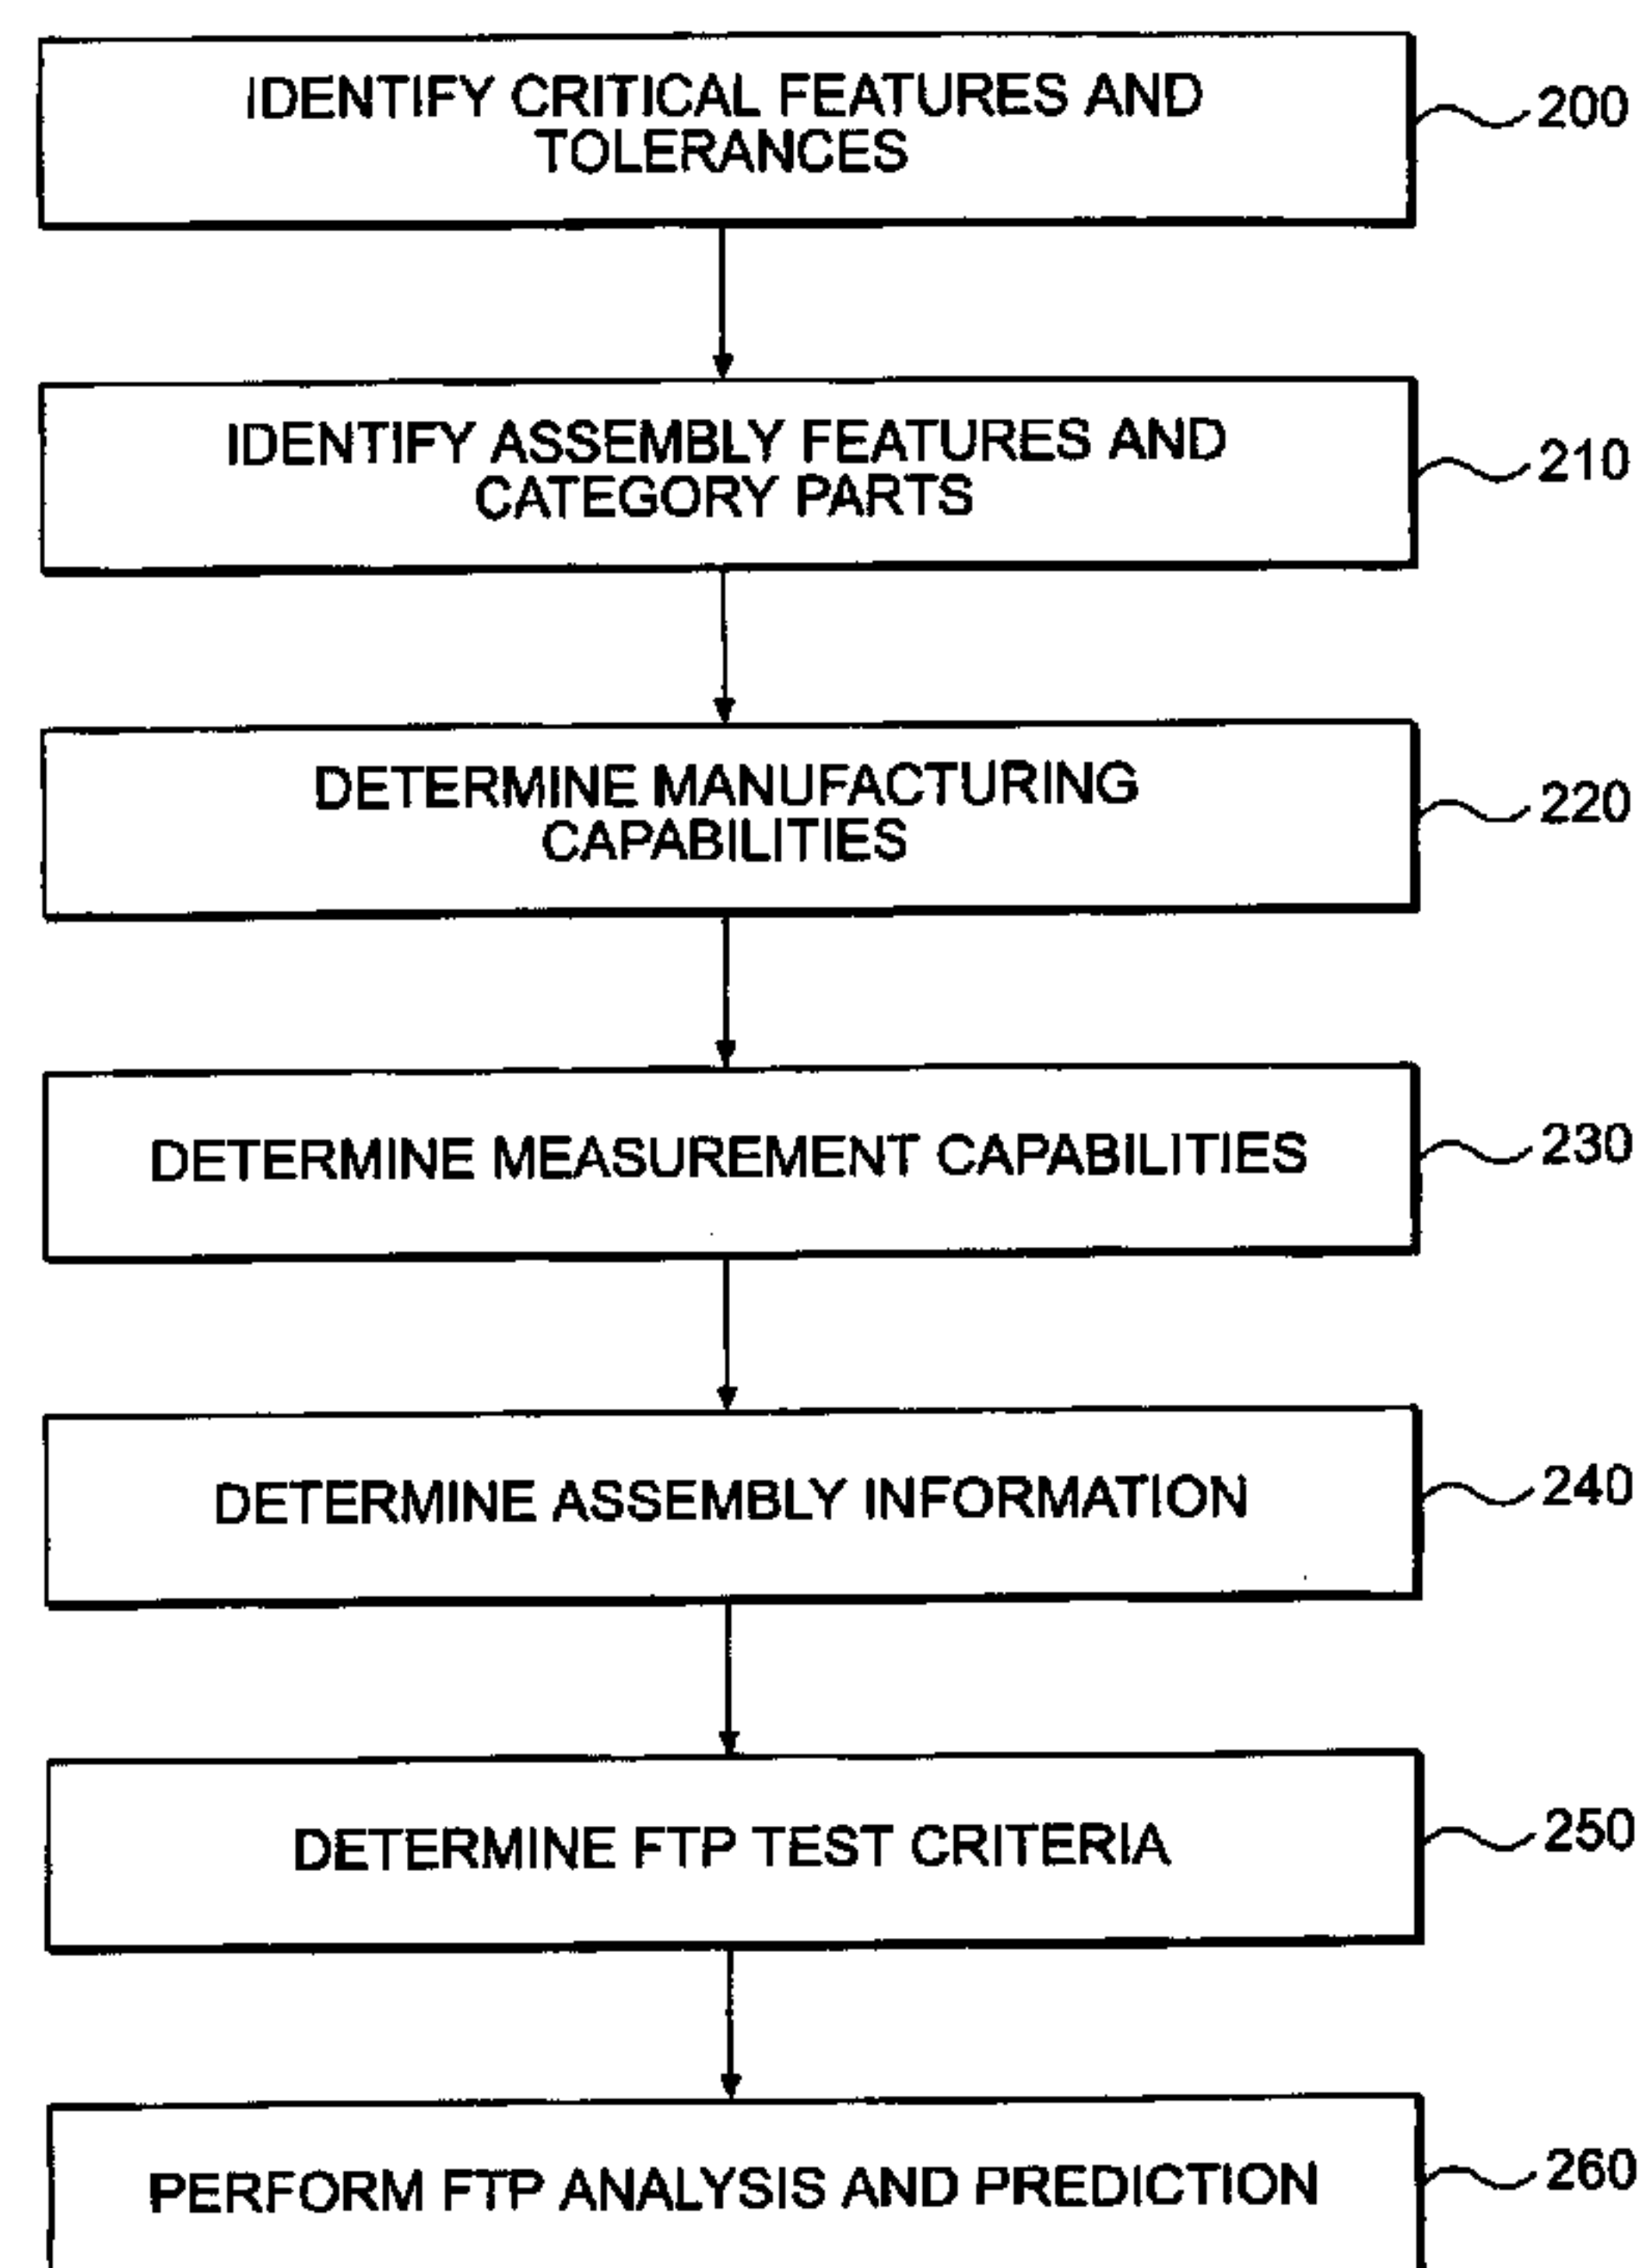 IDENTIFY CRITICAL FEATURES AND
TOLERANCES
200
IDENTIFY ASSEMBLY FEATURES AND
CATEGORY PARTS
210
DETERMINE MANUFACTURING
CAPABILITIES
220
DETERMINE MEASUREMENT CAPABILITIES
230
DETERMINE ASSEMBLY INFORMATION
240
DETERMINE FTP TEST CRITERIA
250
PERFORM FTP ANALYSIS AND PREDICTION
260